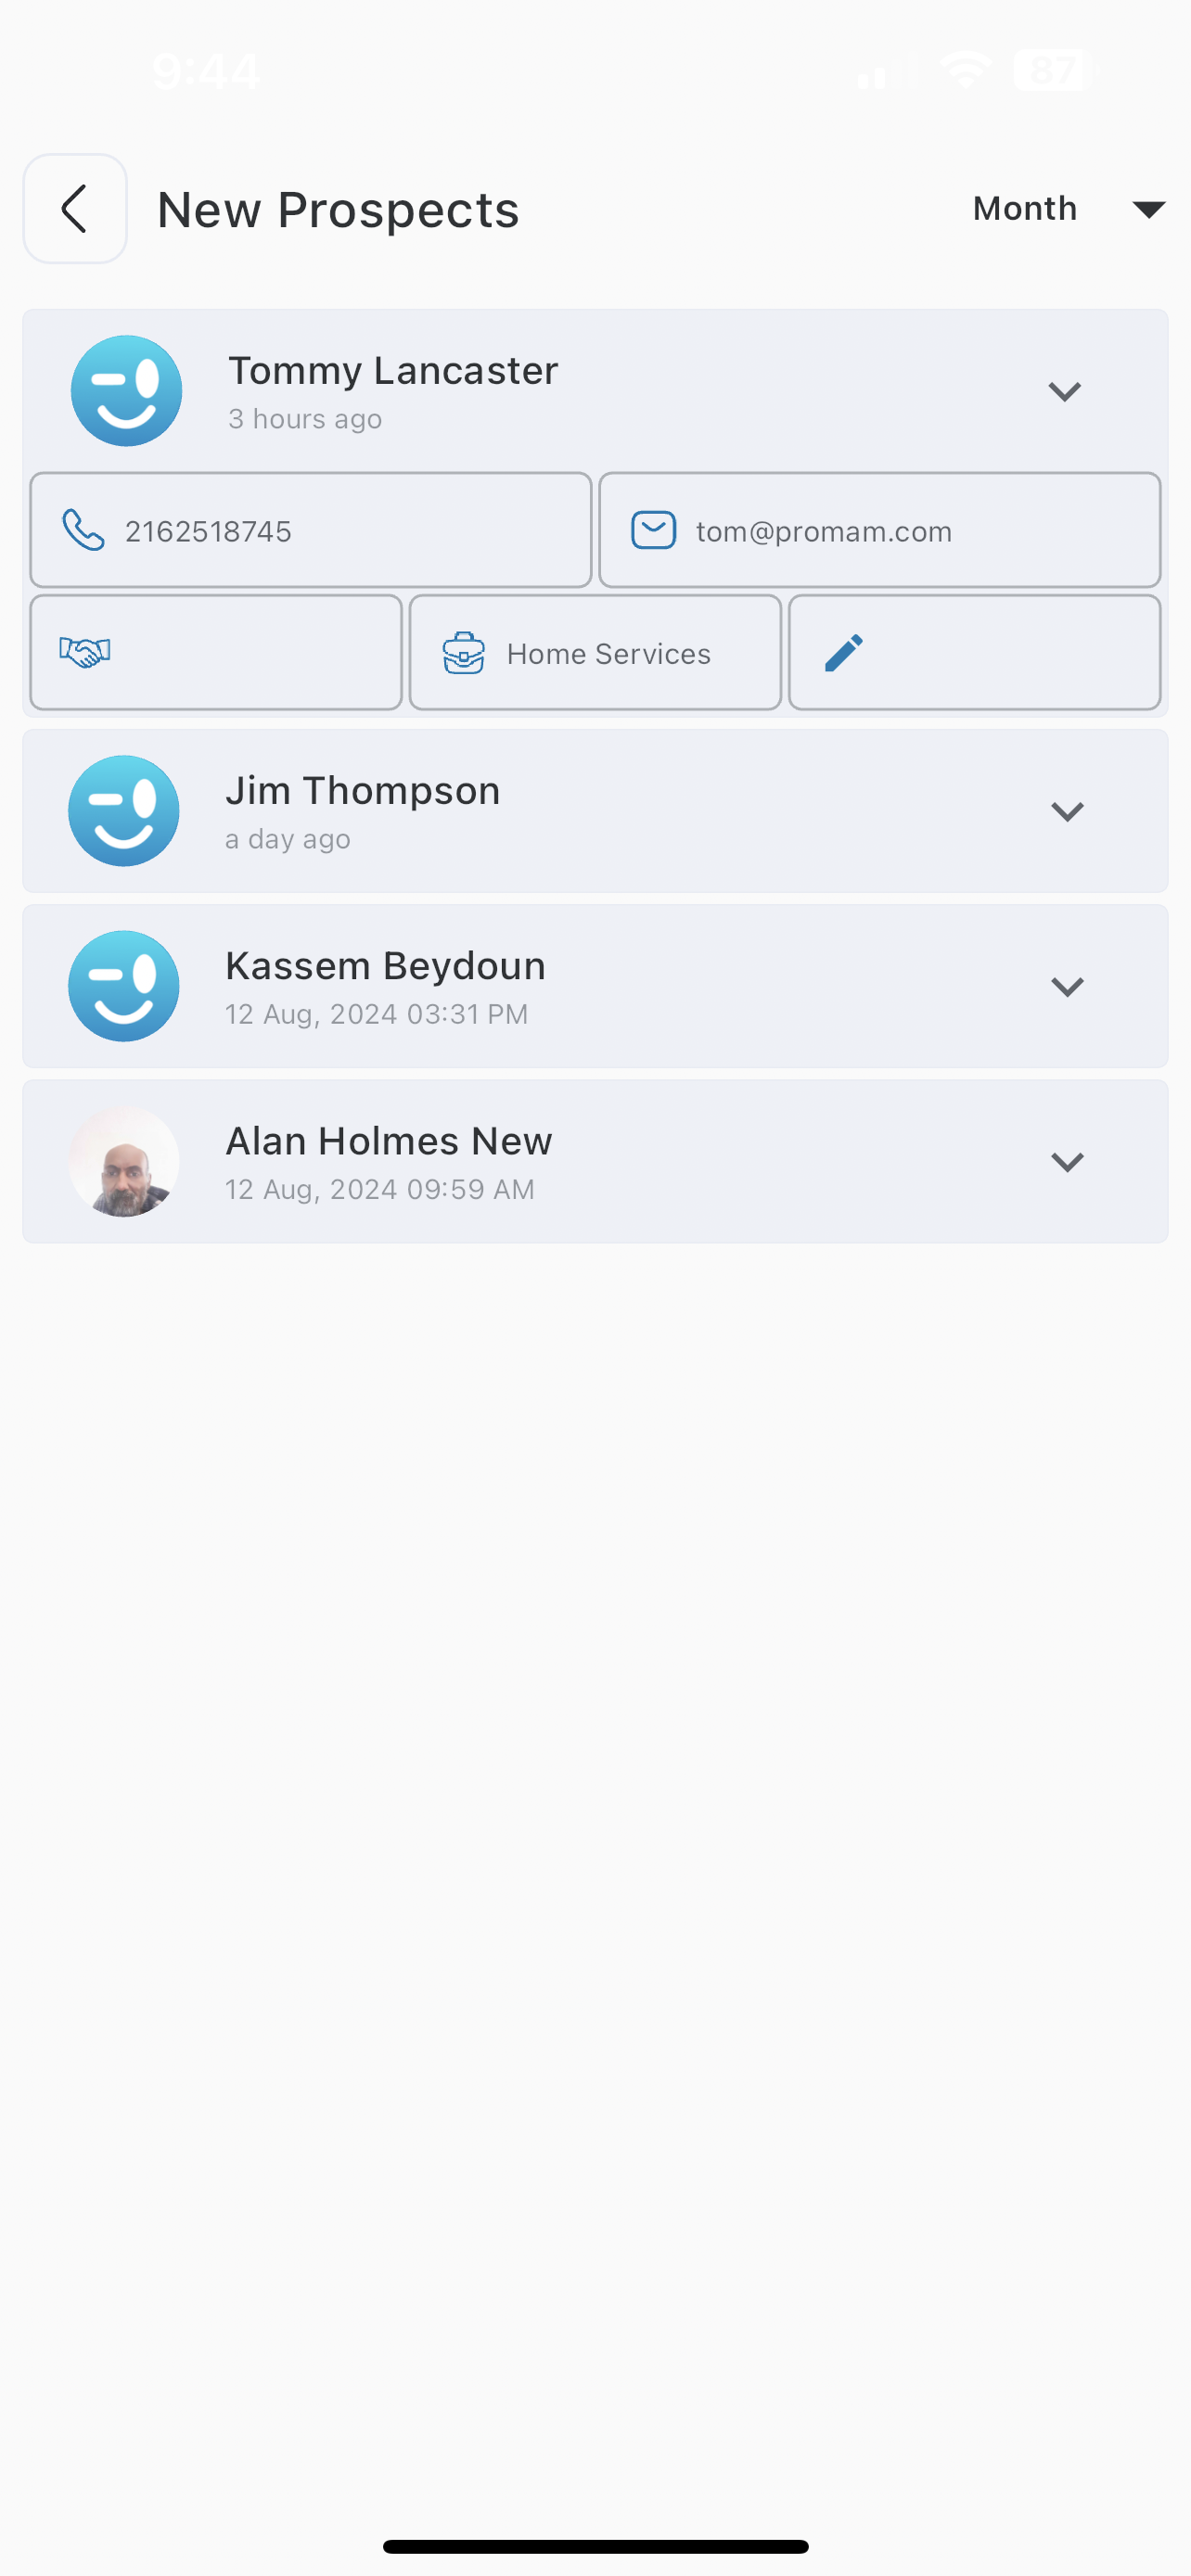 9:44
87
New Prospects
Month
Tommy Lancaster
3 hours ago
2162518745
tom@promam.com
Home Services
Jim Thompson
a day ago
Kassem Beydoun
12 Aug, 2024 03:31 PM
Alan Holmes New
12 Aug, 2024 09:59 AM